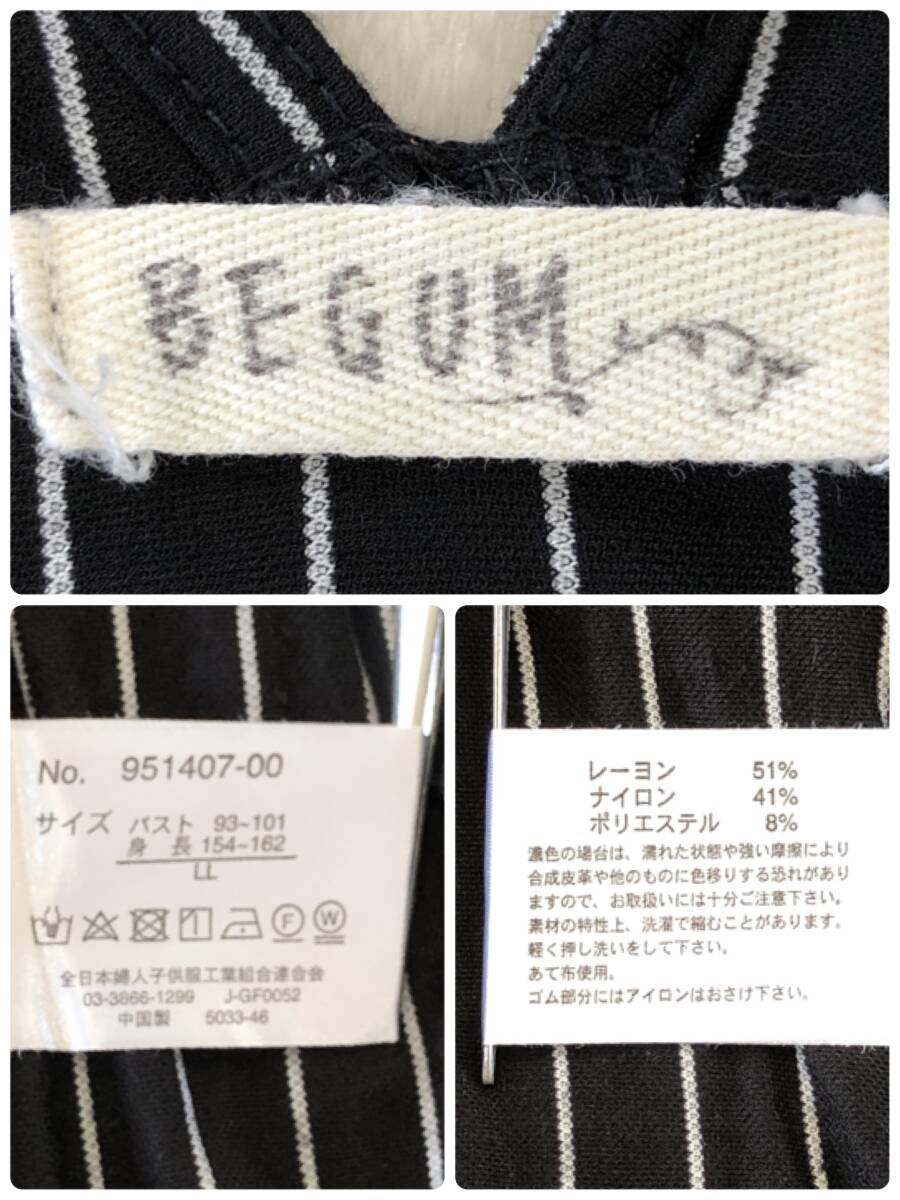 BEGUM
No. 951407-00
サイズ バスト 93~101
身 長 154~162
LL
全日本婦人子供服工業組合連合会
03-3866-1299 J-GF0052
中国製 5033-46
レーヨン 51%
ナイロン 41%
ポリエステル 8%
濃色の場合は、濡れた状態や強い摩擦により
合成皮革や他のものに色移りする恐れがあり
ますので、お取扱いには十分ご注意下さい。
素材の特性上、洗濯で縮むことがあります。
軽く押し洗いをして下さい。
あて布使用。
ゴム部分にはアイロンはおさけ下さい。